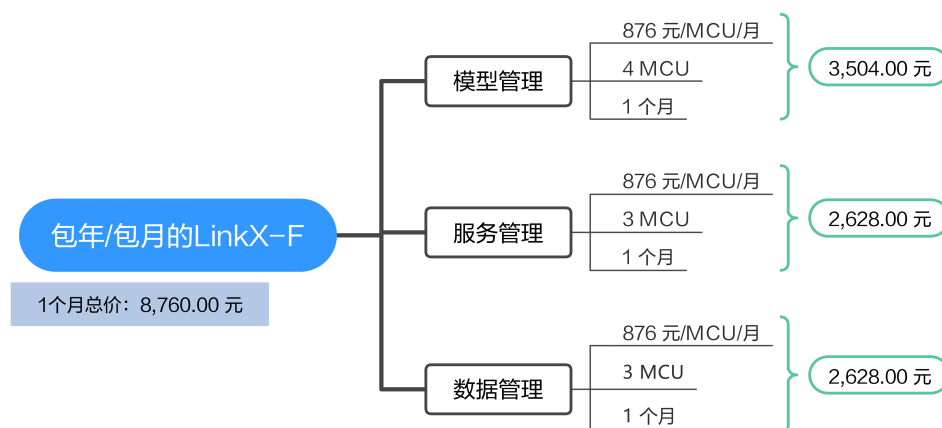 876 元/MCU/月
模型管理
4 MCU
3,504.00 元
1 个月
876 元/MCU/月
包年/包月的LinkX-F
服务管理
3 MCU
2,628.00 元
1 个月
1个月总价：8,760.00 元
876 元/MCU/月
数据管理
3 MCU
2,628.00 元
1 个月